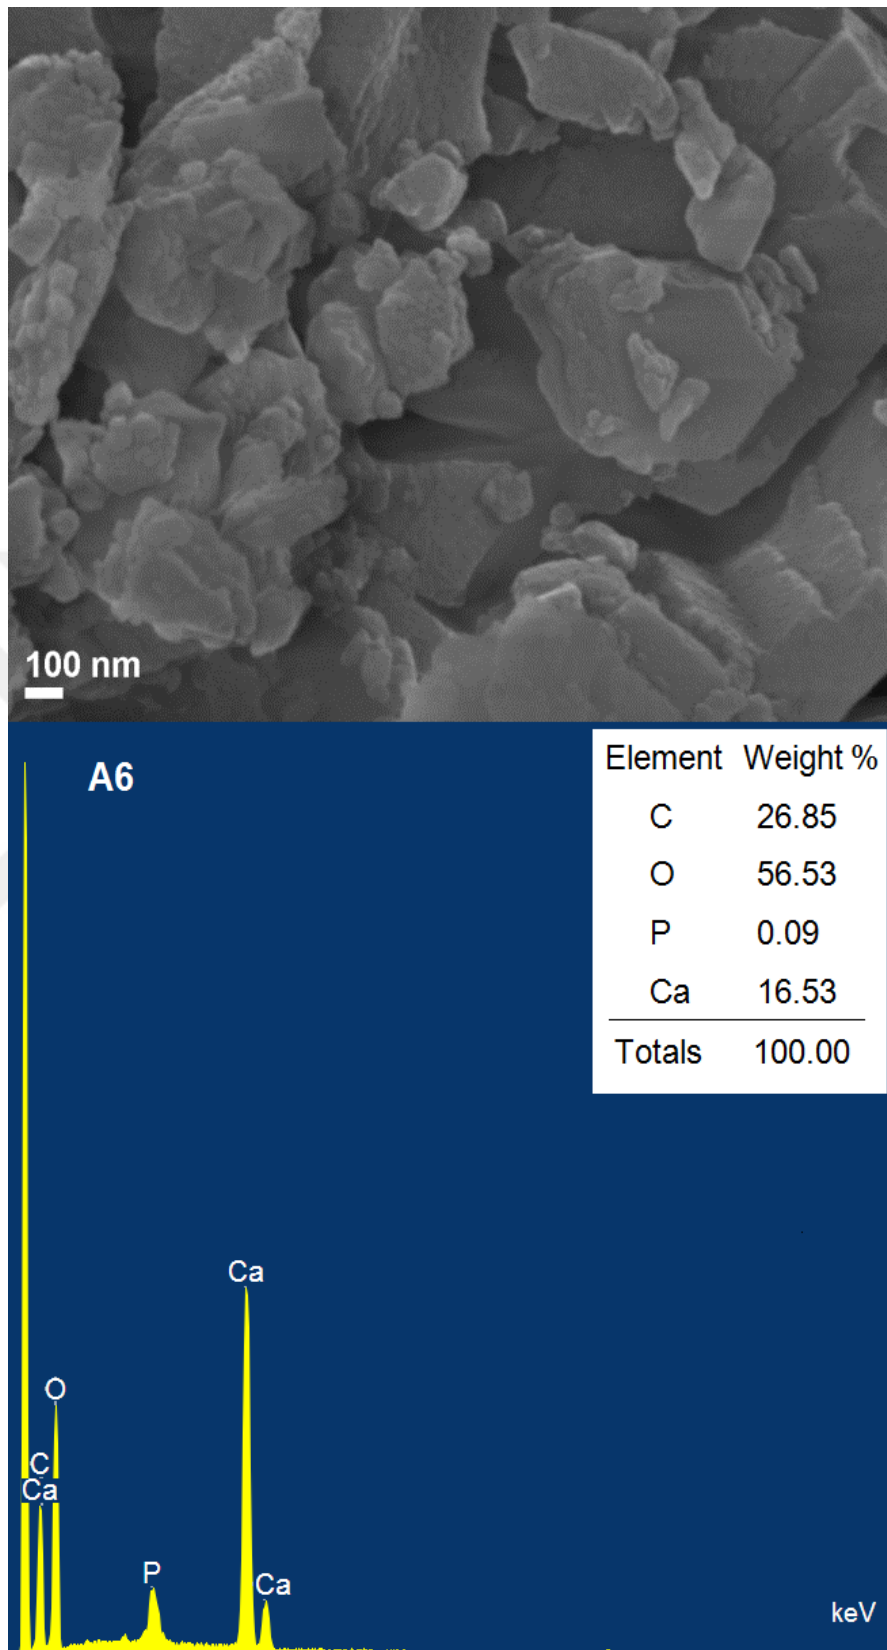 100 nm
A6
Element Weight %
C 26.85
O 56.53
P 0.09
Ca 16.53
Totals 100.00
Ca
O
C
Ca
P
Ca
keV